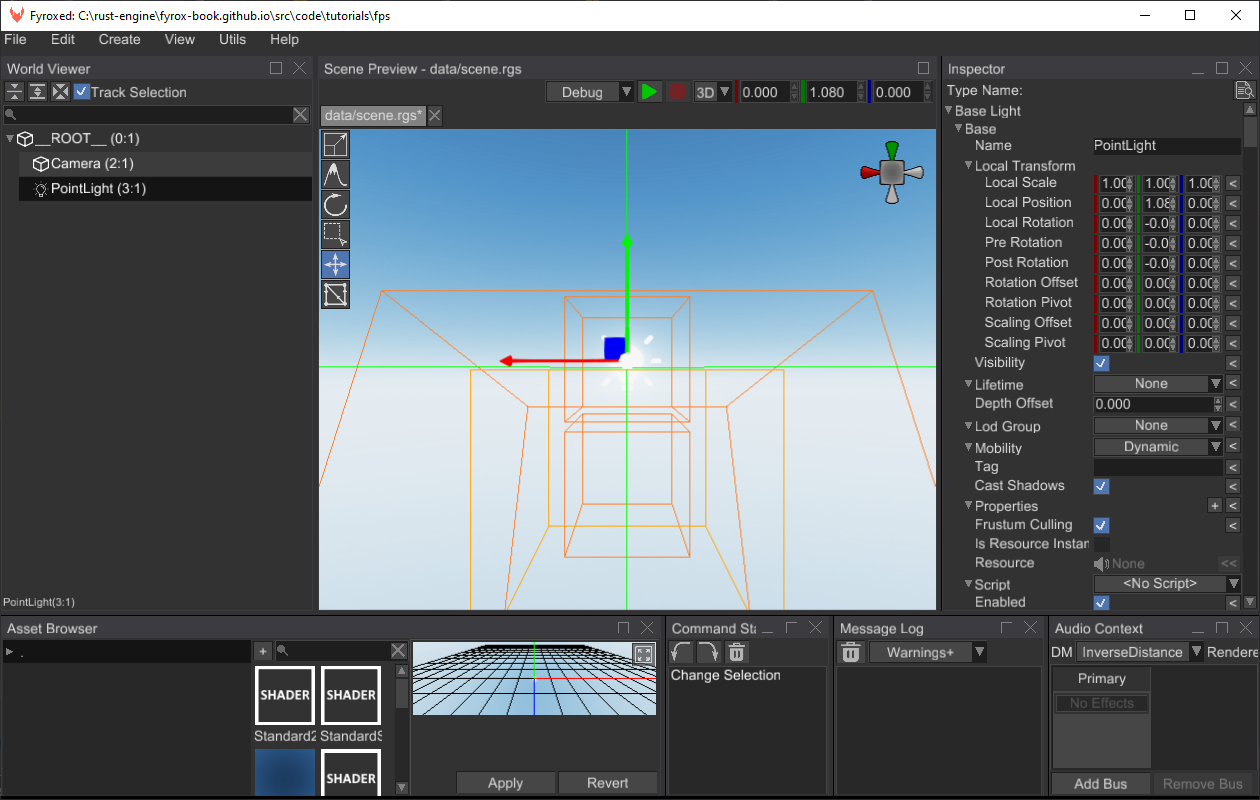 Fyroxed: C:\rust-engine\fyrox-book.github.io\src\code\tutorials\fps
File Edit Create View Utils Help
World Viewer
Track Selection
__ROOT__ (0:1)
Camera (2:1)
PointLight (3:1)
PointLight(3:1)
Scene Preview - data/scene.rgs
Debug 3D 0.000 1.080 0.000
data/scene.rgs*
Inspector
Type Name:
Base Light
Base
Name PointLight
Local Transform
Local Scale 1.00 1.00 1.00 <
Local Position 0.00 1.08 0.00 <
Local Rotation 0.00 -0.0 0.00 <
Pre Rotation 0.00 -0.0 0.00 <
Post Rotation 0.00 -0.0 0.00 <
Rotation Offset 0.00 0.00 0.00 <
Rotation Pivot 0.00 0.00 0.00 <
Scaling Offset 0.00 0.00 0.00 <
Scaling Pivot 0.00 0.00 0.00 <
Visibility <
Lifetime None <
Depth Offset 0.000 <
Lod Group None <
Mobility Dynamic <
Tag <
Cast Shadows <
Properties + <
Frustum Culling <
Is Resource Instan
Resource None <<
Script <No Script>
Enabled <
Asset Browser
.
+
SHADER SHADER
Standard2 StandardS
SHADER
Apply Revert
Command St
Change Selection
Message Log
Warnings+
Audio Context
DM InverseDistance Rendere
Primary
No Effects
Add Bus Remove Bus